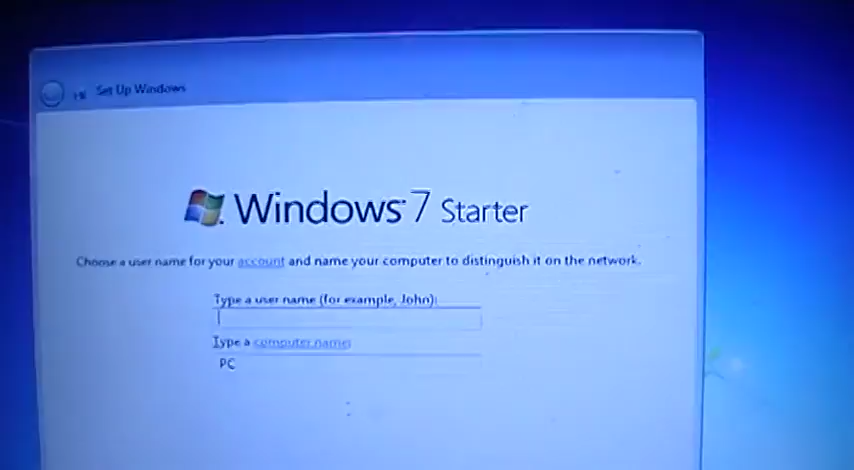 Set Up Windows
Windows 7 Starter
Choose a user name for your account and name your computer to distinguish it on the network.
Type a user name (for example, John):
Type a computer name:
PC